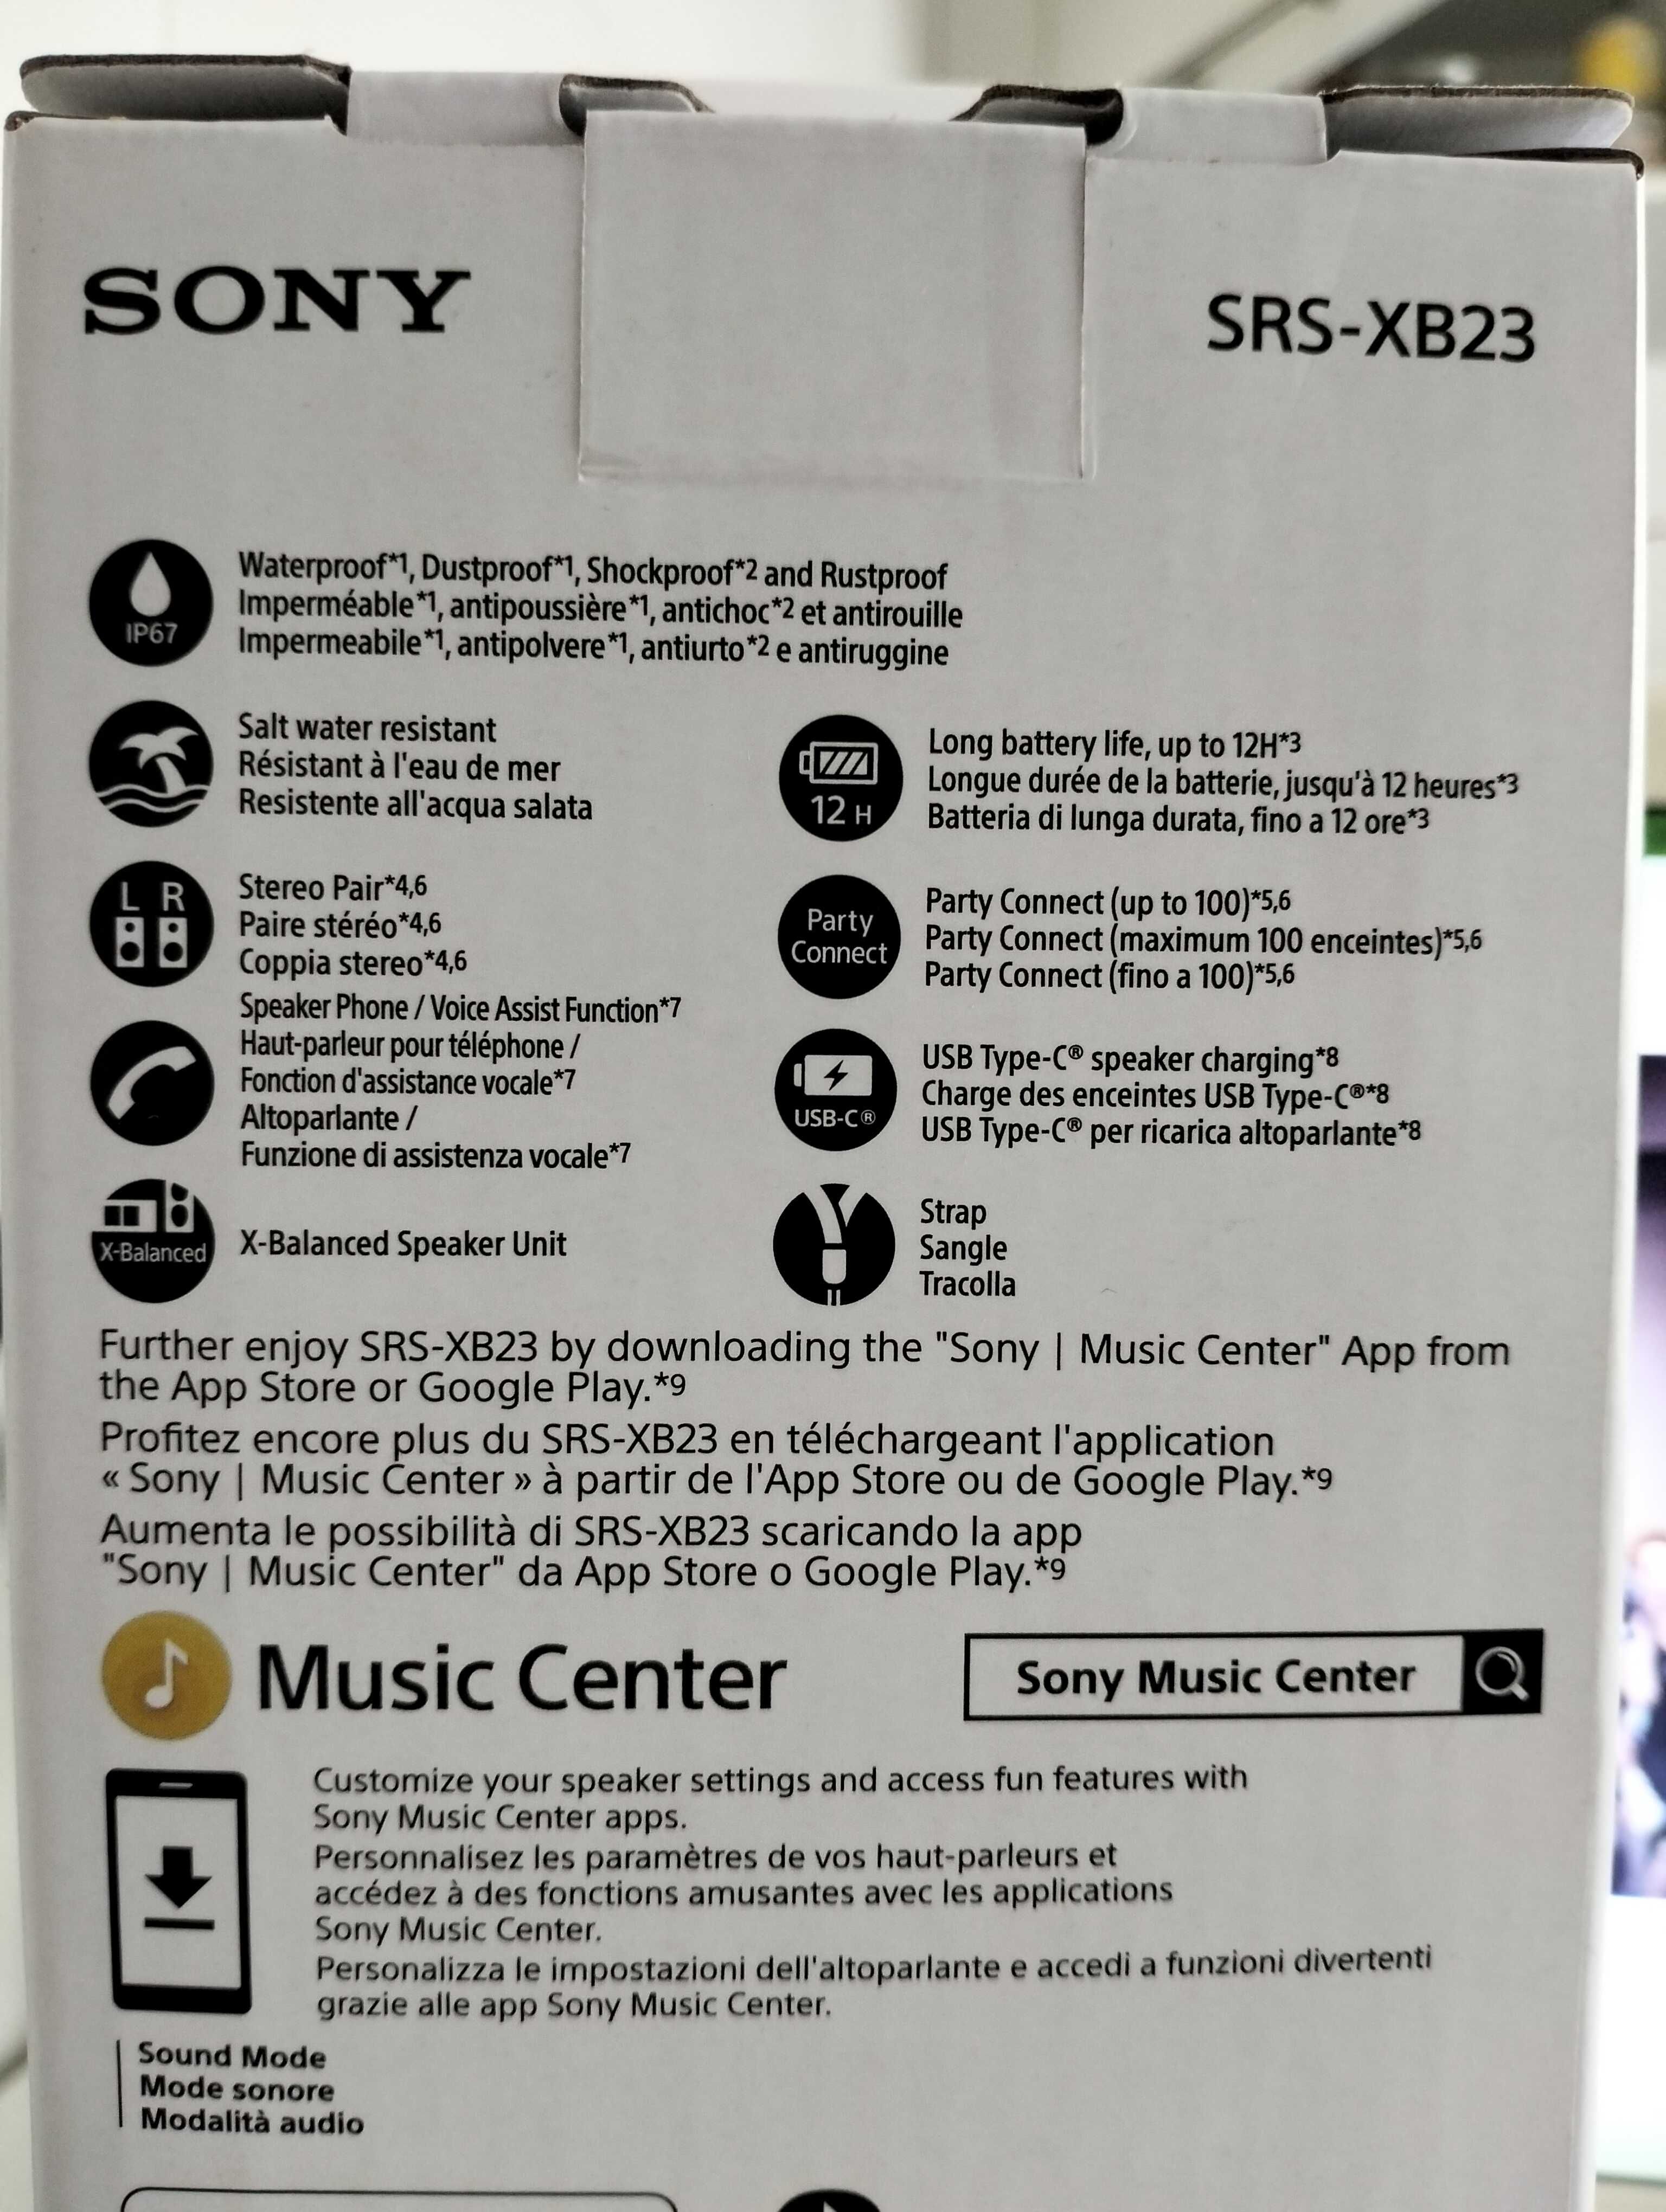 SONY
SRS-XB23
IP67
Waterproof*1, Dustproof*1, Shockproof*2 and Rustproof
Imperméable*1, antipoussière*1, antichoc*2 et antirouille
Impermeabile*1, antipolvere*1, antiurto*2 e antiruggine
Salt water resistant
Résistant à l'eau de mer
Resistente all'acqua salata
12 H
Long battery life, up to 12H*3
Longue durée de la batterie, jusqu'à 12 heures*3
Batteria di lunga durata, fino a 12 ore*3
L R
Stereo Pair*4,6
Paire stéréo*4,6
Coppia stereo*4,6
Party
Connect
Party Connect (up to 100)*5,6
Party Connect (maximum 100 enceintes)*5,6
Party Connect (fino a 100)*5,6
Speaker Phone / Voice Assist Function*7
Haut-parleur pour téléphone /
Fonction d'assistance vocale*7
Altoparlante /
Funzione di assistenza vocale*7
USB-C®
USB Type-C® speaker charging*8
Charge des enceintes USB Type-C®*8
USB Type-C® per ricarica altoparlante*8
X-Balanced
X-Balanced Speaker Unit
Strap
Sangle
Tracolla
Further enjoy SRS-XB23 by downloading the "Sony | Music Center" App from
the App Store or Google Play.*9
Profitez encore plus du SRS-XB23 en téléchargeant l'application
« Sony | Music Center » à partir de l'App Store ou de Google Play.*9
Aumenta le possibilità di SRS-XB23 scaricando la app
"Sony | Music Center" da App Store o Google Play.*9
Music Center
Sony Music Center
Customize your speaker settings and access fun features with
Sony Music Center apps.
Personnalisez les paramètres de vos haut-parleurs et
accédez à des fonctions amusantes avec les applications
Sony Music Center.
Personalizza le impostazioni dell'altoparlante e accedi a funzioni divertenti
grazie alle app Sony Music Center.
Sound Mode
Mode sonore
Modalità audio